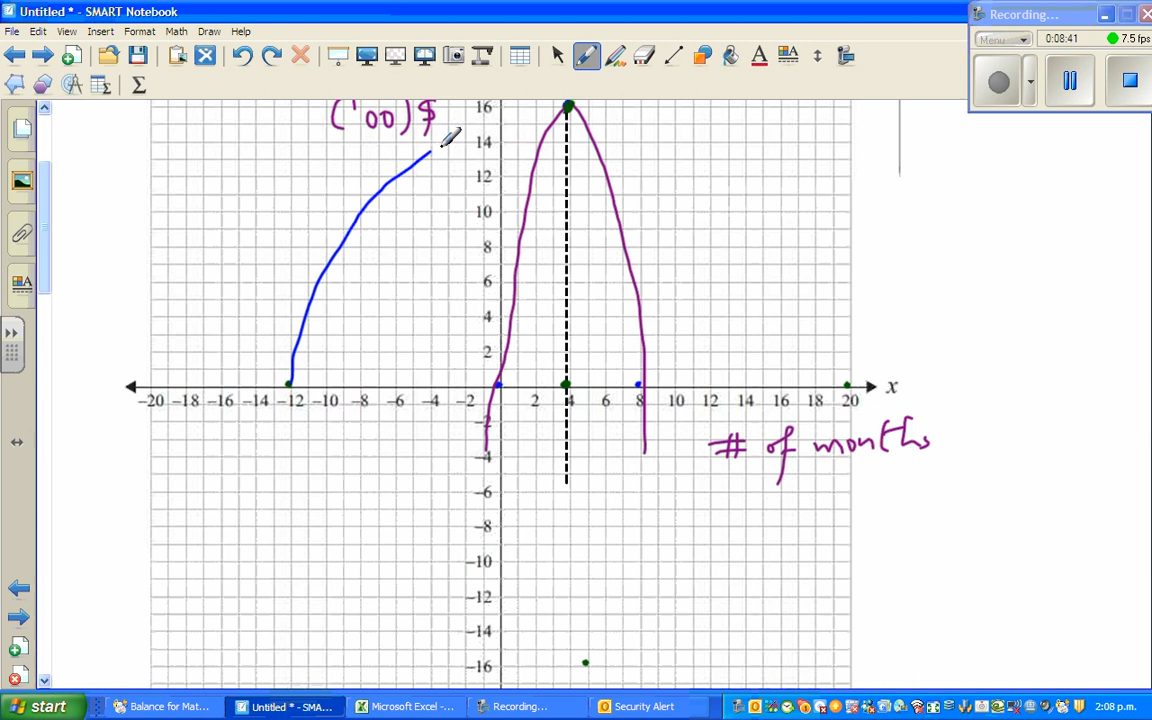 Untitled * - SMART Notebook
Recording...
File Edit View Insert Format Math Draw Help
Menu 0:08:41 7.5 fps
('00)$
16
14
12
10
8
6
4
2
-20 -18 -16 -14 -12 -10 -8 -6 -4 -2 2 4 6 8 10 12 14 16 18 20 x
# of months
-2
-4
-6
-8
-10
-12
-14
-16
start Balance for Mat... Untitled * - SMA... Microsoft Excel -... Recording... Security Alert 2:08 p.m.